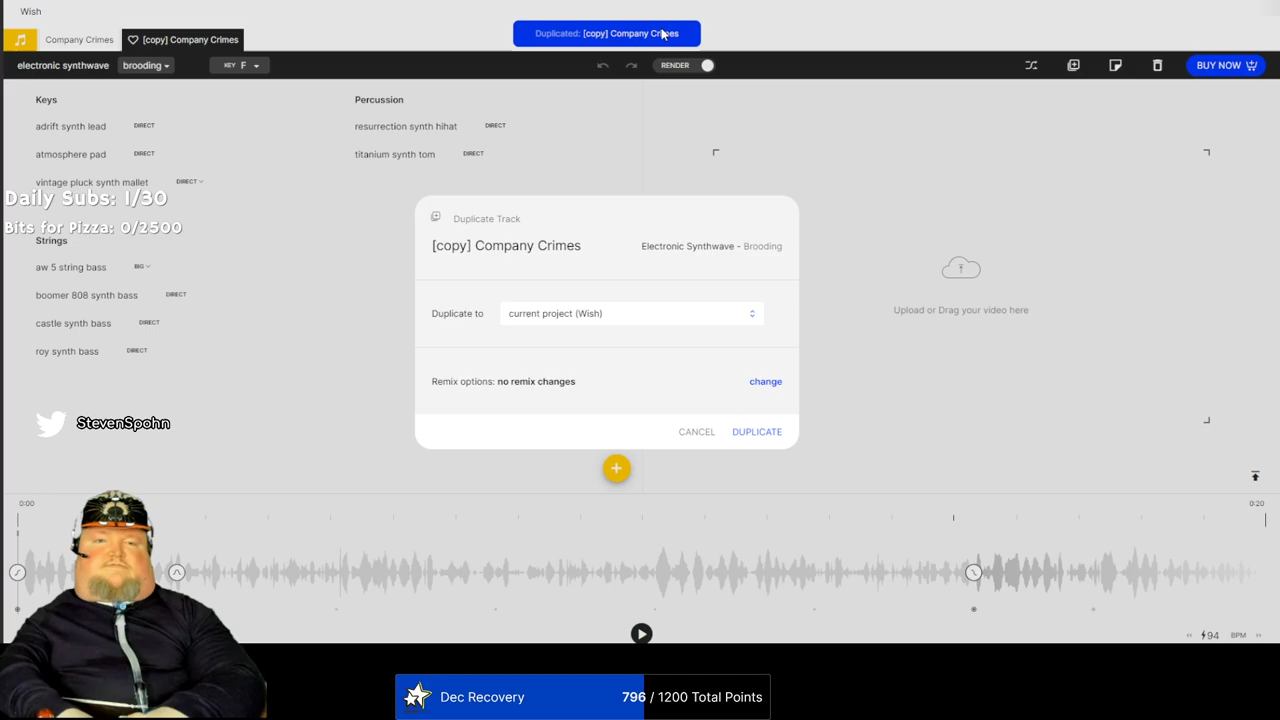 Wish
Company Crimes
[copy] Company Crimes
Duplicated: [copy] Company Crimes
electronic synthwave
brooding
KEY F
RENDER
BUY NOW
Keys
adrift synth lead DIRECT
atmosphere pad DIRECT
vintage pluck synth mallet DIRECT
Daily Subs: 1/30
Bits for Pizza: 0/2500
Strings
aw 5 string bass BIG
boomer 808 synth bass DIRECT
castle synth bass DIRECT
roy synth bass DIRECT
Percussion
resurrection synth hihat DIRECT
titanium synth tom DIRECT
StevenSpohn
Duplicate Track
[copy] Company Crimes
Electronic Synthwave - Brooding
Duplicate to
current project (Wish)
Remix options: no remix changes
change
CANCEL
DUPLICATE
Upload or Drag your video here
0:00
0:20
94 BPM
Dec Recovery
796 / 1200 Total Points